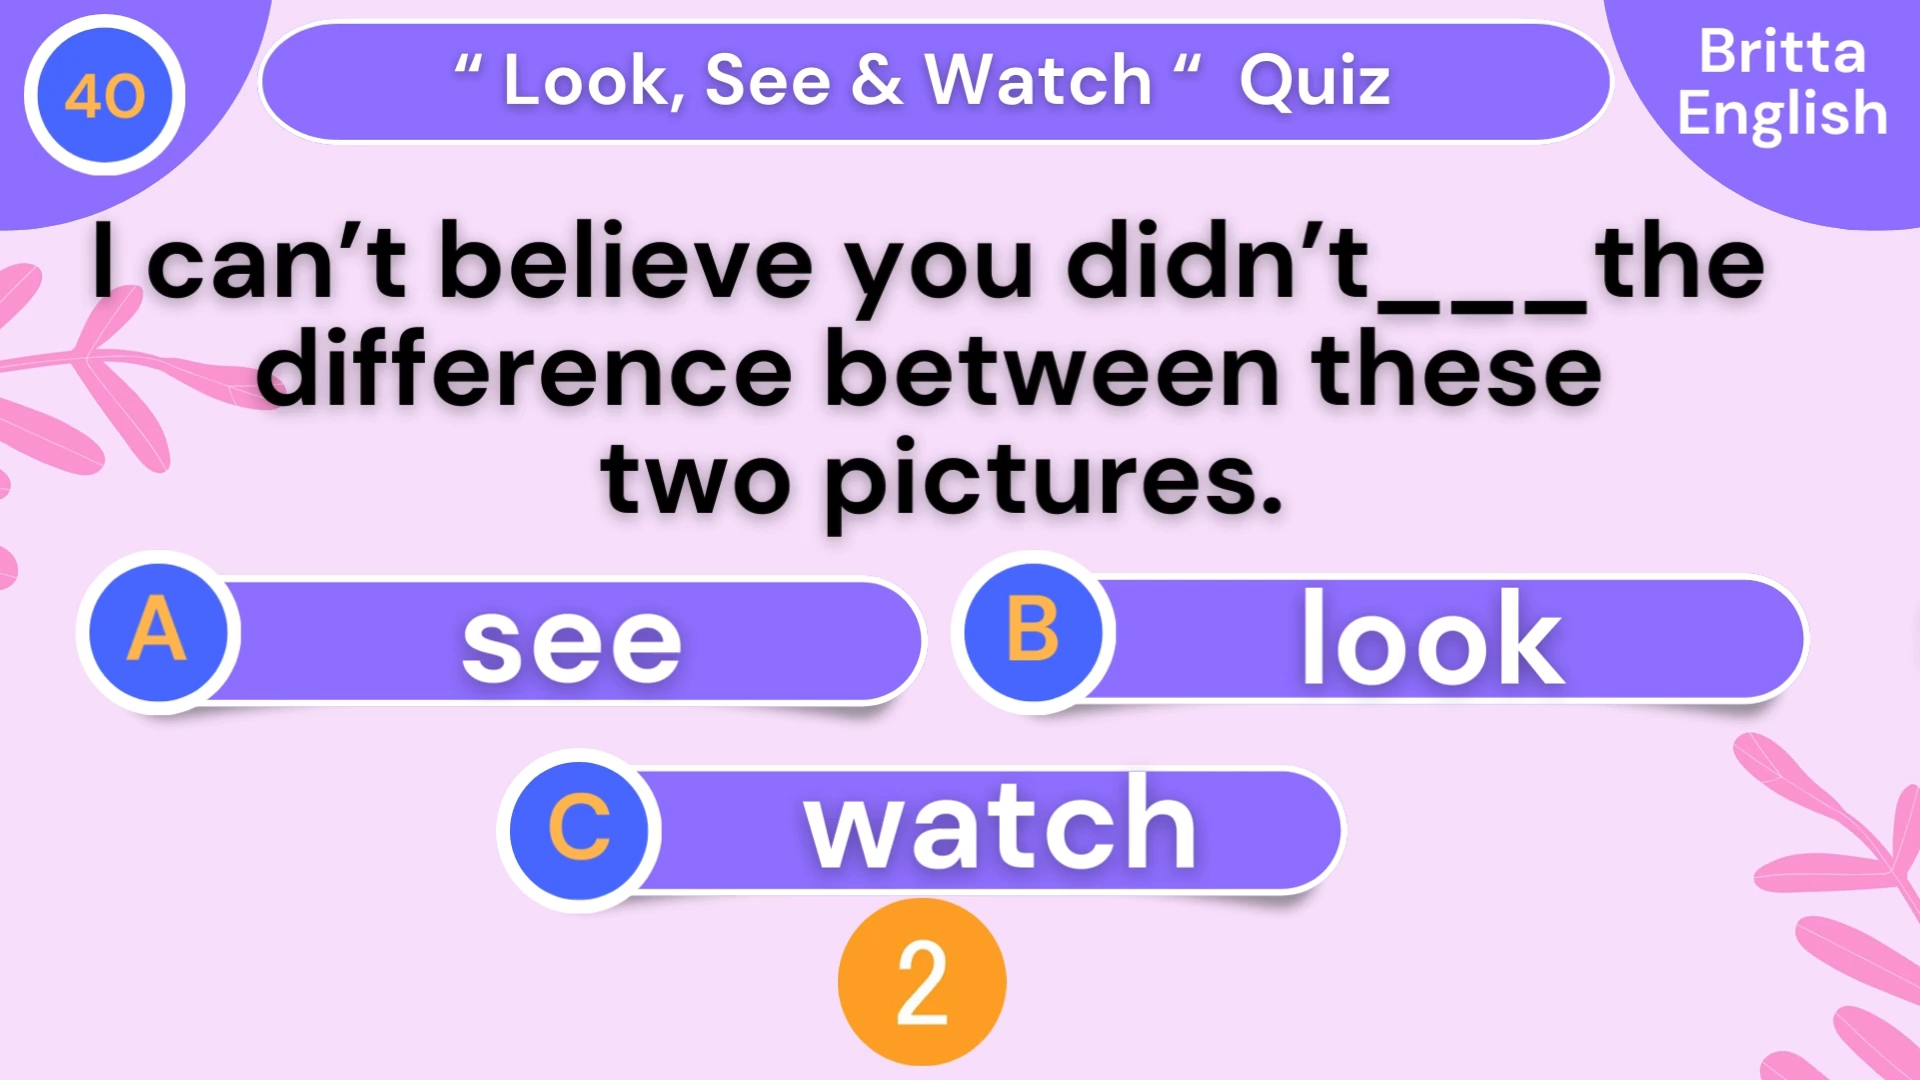 40
“ Look, See & Watch “ Quiz
Britta
English
I can’t believe you didn’t___the
difference between these
two pictures.
A see
B look
C watch
2